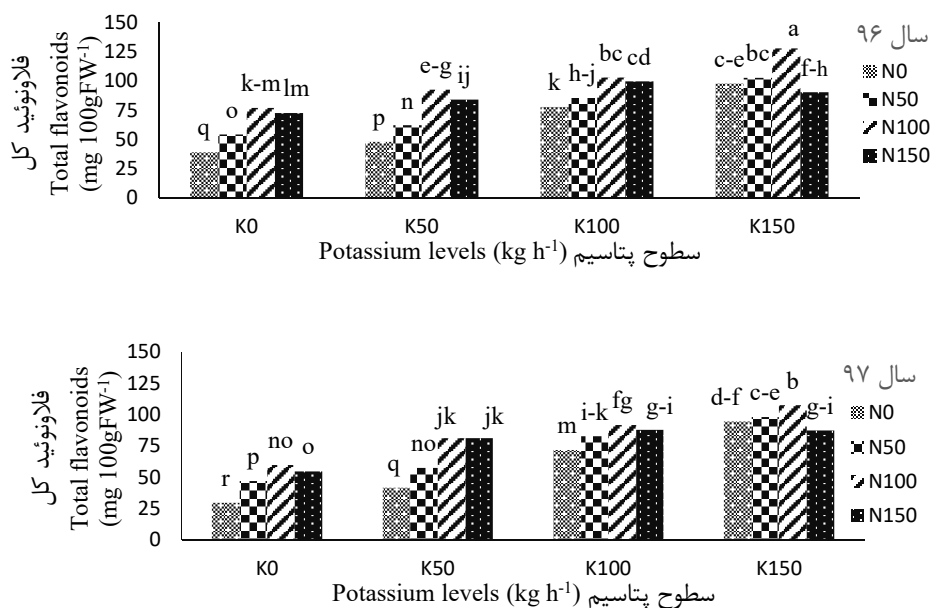 فلاونوئید کل
Total flavonoids
(mg 100gFW-1)
150
125
100
75
50
25
0
q
o
k-m
lm
p
n
e-g
ij
k
h-j
bc
cd
c-e
bc
a
f-h
K0
K50
K100
K150
Potassium levels (kg h-1) سطوح پتاسیم
سال ۹۶
N0
N50
N100
N150
فلاونوئید کل
Total flavonoids
(mg 100gFW-1)
150
125
100
75
50
25
0
r
p
no
o
q
no
jk
jk
m
i-k
fg
g-i
d-f
c-e
b
g-i
K0
K50
K100
K150
Potassium levels (kg h-1) سطوح پتاسیم
سال ۹۷
N0
N50
N100
N150